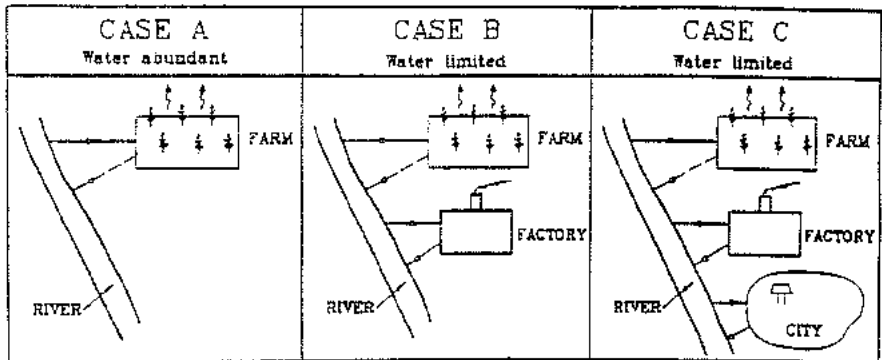 CASE A
Water abundant
CASE B
Water limited
CASE C
Water limited
FARM
RIVER
FARM
FACTORY
RIVER
FARM
FACTORY
RIVER
CITY